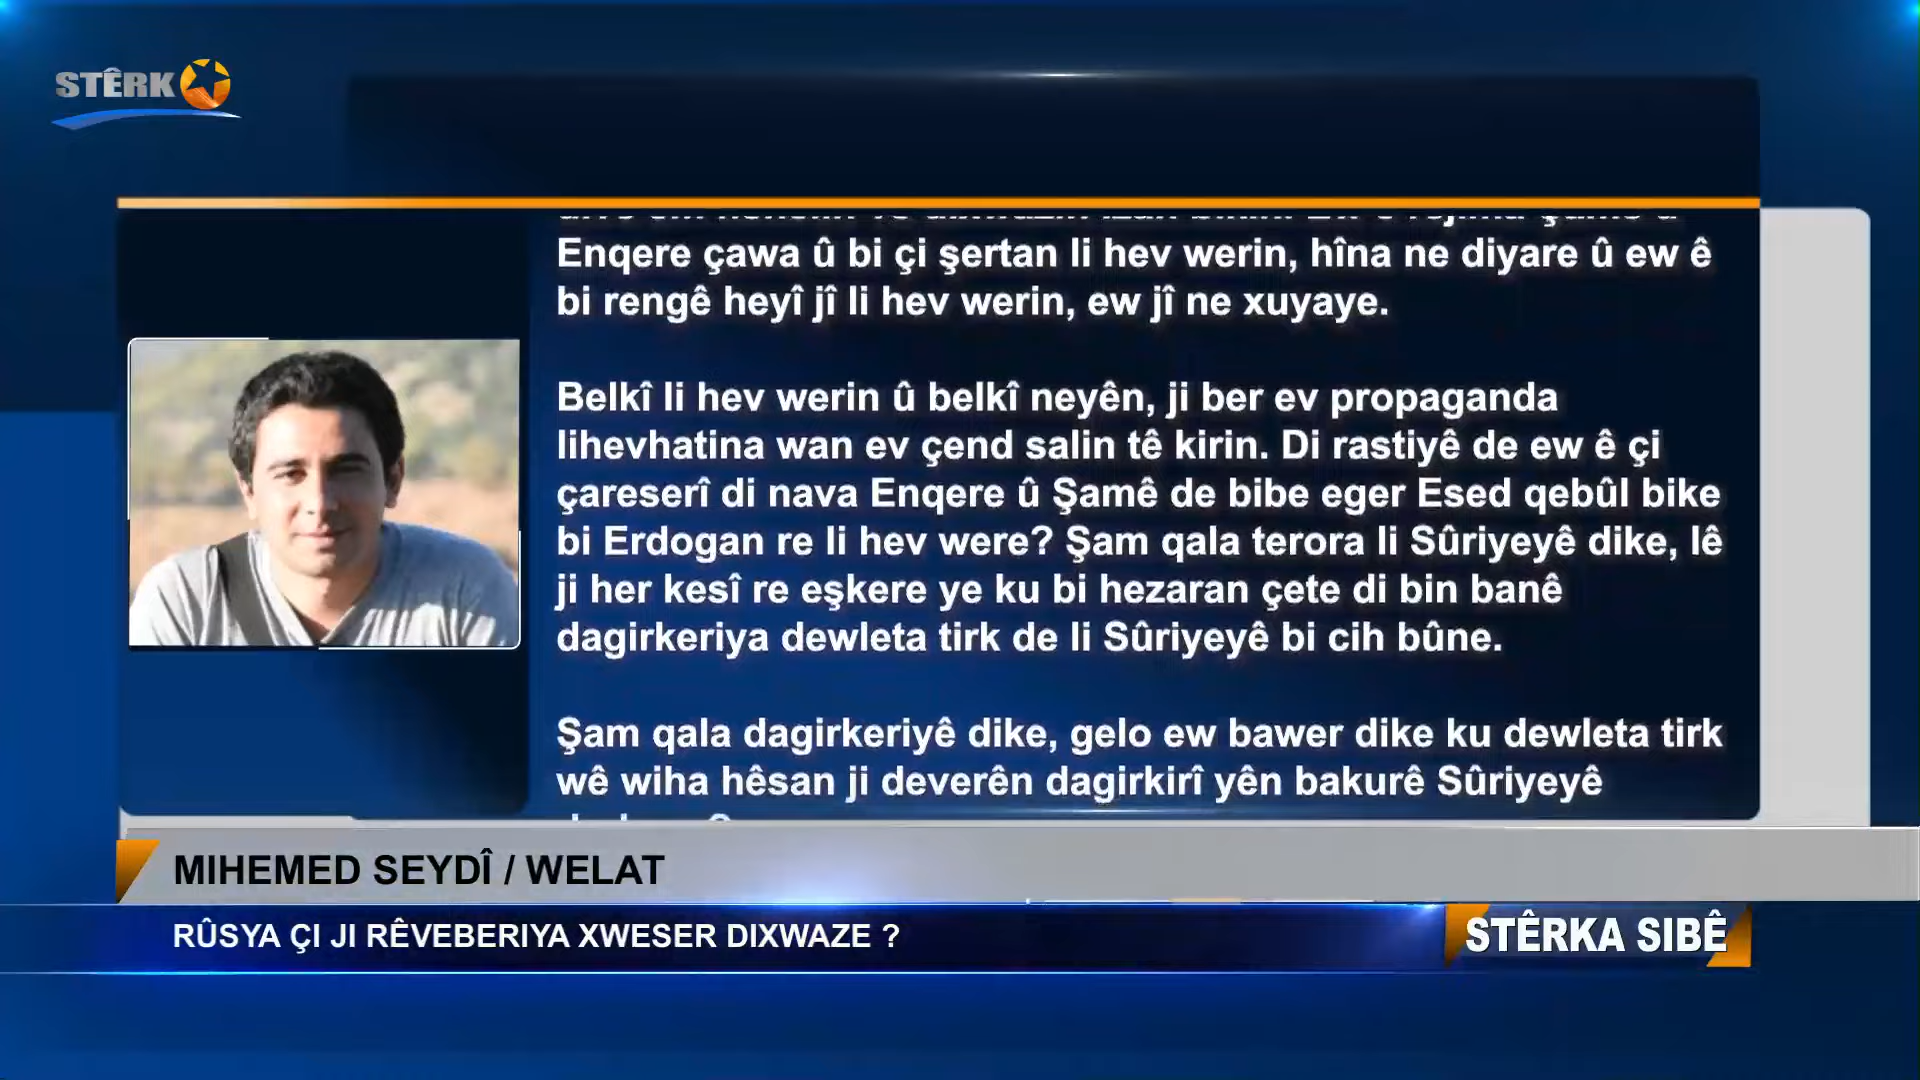 STÊRK
Enqere çawa û bi çi şertan li hev werin, hîna ne diyare û ew ê
bi rengê heyî jî li hev werin, ew jî ne xuyaye.
Belkî li hev werin û belkî neyên, ji ber ev propaganda
lihevhatina wan ev çend salin tê kirin. Di rastiyê de ew ê çi
çareserî di nava Enqere û Şamê de bibe eger Esed qebûl bike
bi Erdogan re li hev were? Şam qala terora li Sûriyeyê dike, lê
ji her kesî re eşkere ye ku bi hezaran çete di bin banê
dagirkeriya dewleta tirk de li Sûriyeyê bi cih bûne.
Şam qala dagirkeriyê dike, gelo ew bawer dike ku dewleta tirk
wê wiha hêsan ji deverên dagirkirî yên bakurê Sûriyeyê
MIHEMED SEYDÎ / WELAT
RÛSYA ÇI JI RÊVEBERIYA XWESER DIXWAZE ?
STÊRKA SIBÊ